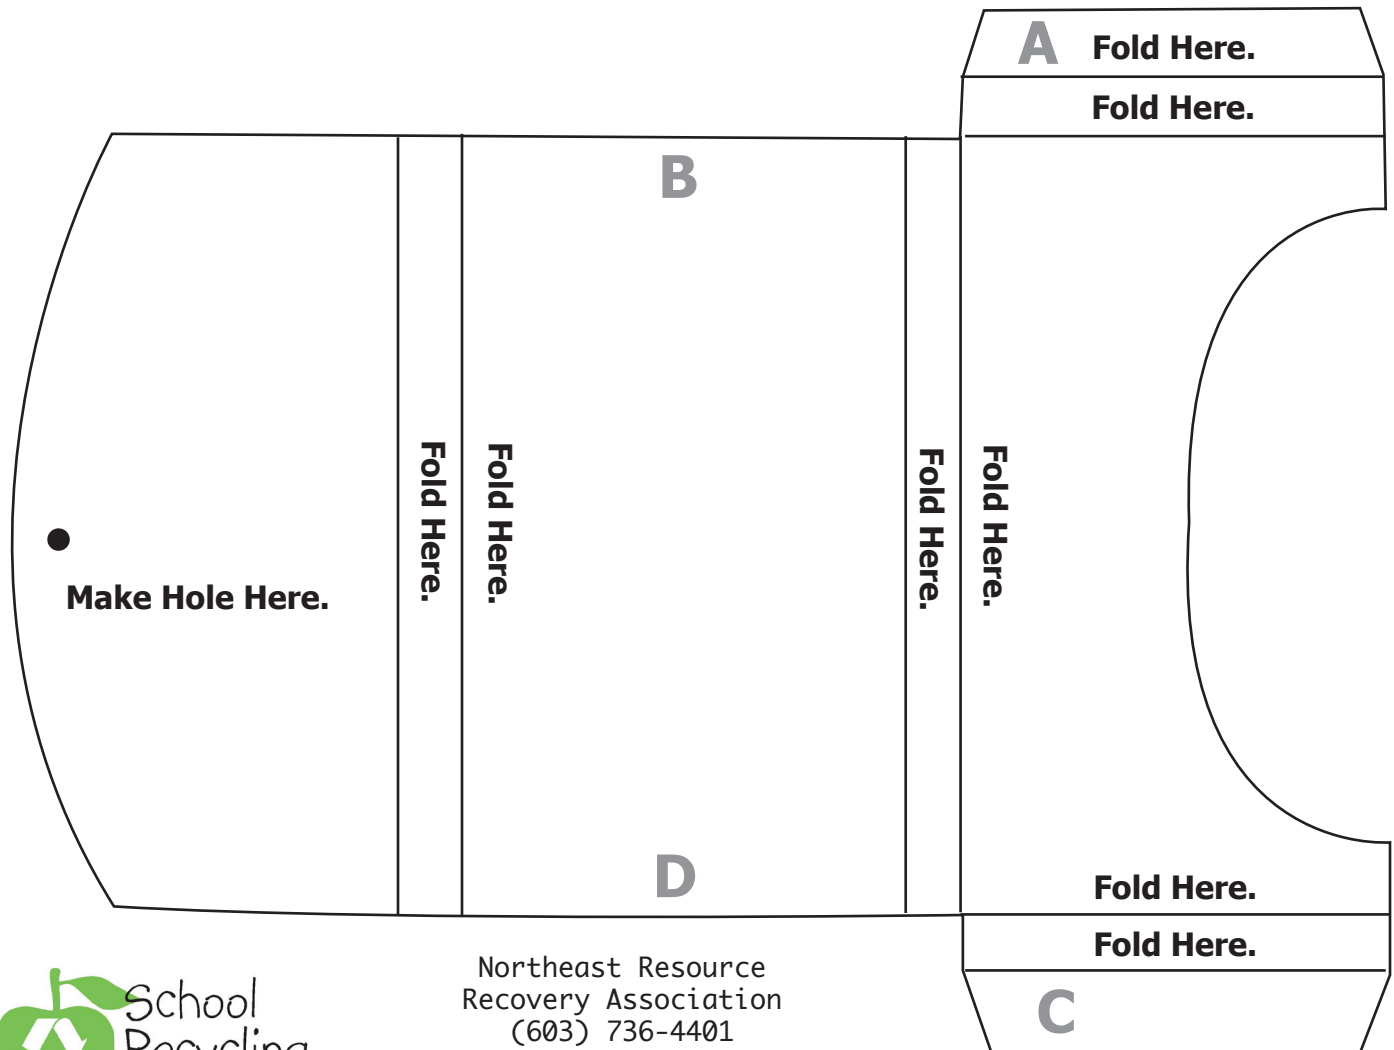 A Fold Here.
Fold Here.
B
Fold Here.
Fold Here.
Fold Here.
Fold Here.
Make Hole Here.
D
Fold Here.
Fold Here.
C
School
Recycling
Northeast Resource
Recovery Association
(603) 736-4401